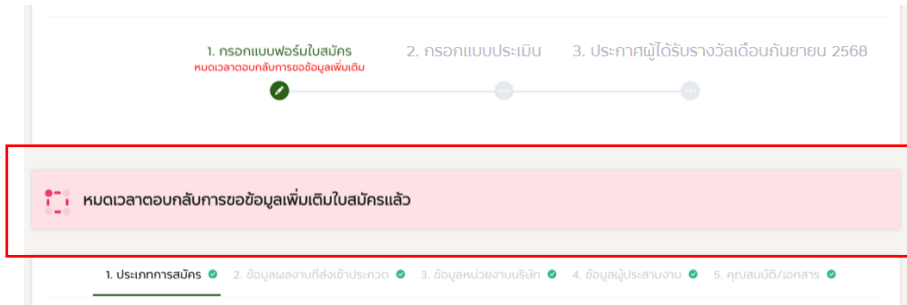 1. กรอกแบบฟอร์มใบสมัคร 2. กรอกแบบประเมิน 3. ประกาศผู้ได้รับรางวัลเดือนกันยายน 2568
หมดเวลาตอบกลับการขอข้อมูลเพิ่มเติม
หมดเวลาตอบกลับการขอข้อมูลเพิ่มเติมใบสมัครแล้ว
1. ประเภทการสมัคร 2. ข้อมูลผลงานที่ส่งเข้าประกวด 3. ข้อมูลหน่วยงานบริษัท 4. ข้อมูลผู้ประสานงาน 5. คุณสมบัติ/เอกสาร